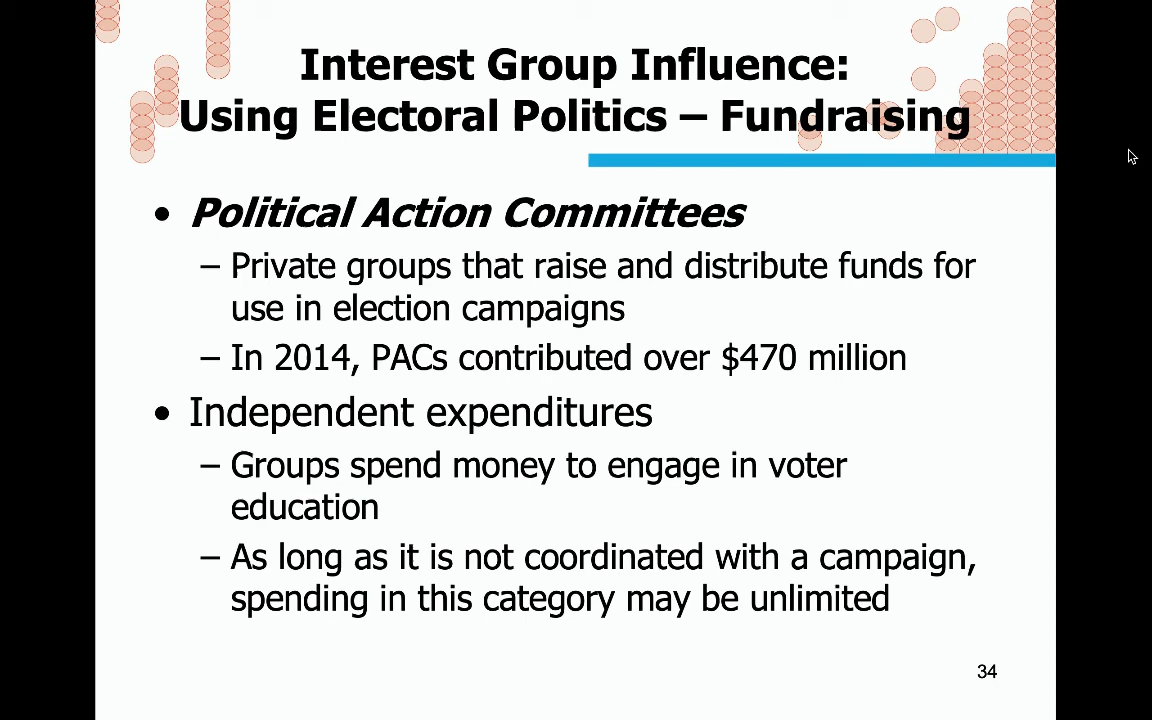 Interest Group Influence:
Using Electoral Politics – Fundraising
• Political Action Committees
– Private groups that raise and distribute funds for
use in election campaigns
– In 2014, PACs contributed over $470 million
• Independent expenditures
– Groups spend money to engage in voter
education
– As long as it is not coordinated with a campaign,
spending in this category may be unlimited
34